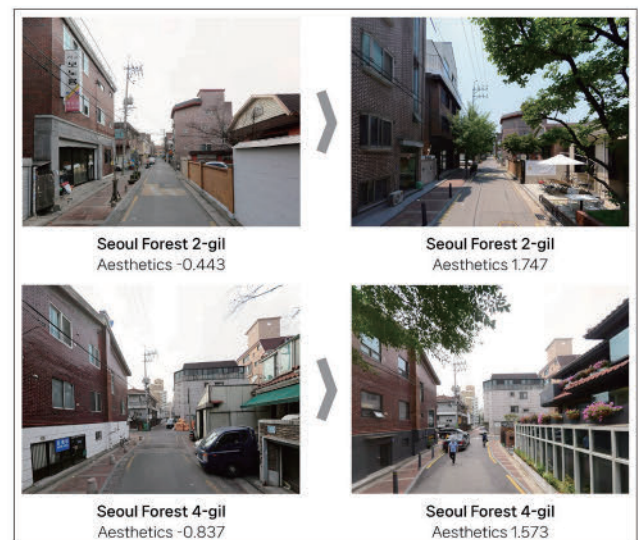 Seoul Forest 2-gil
Aesthetics -0.443
Seoul Forest 2-gil
Aesthetics 1.747
Seoul Forest 4-gil
Aesthetics -0.837
Seoul Forest 4-gil
Aesthetics 1.573